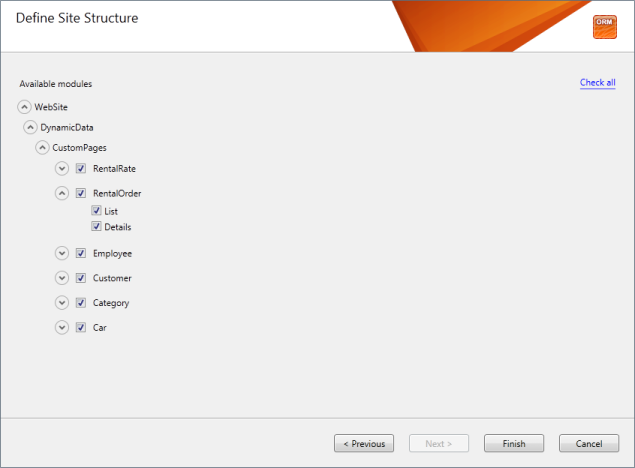 Define Site Structure
ORM
Available modules
Check all
WebSite
DynamicData
CustomPages
RentalRate
RentalOrder
List
Details
Employee
Customer
Category
Car
< Previous
Next >
Finish
Cancel